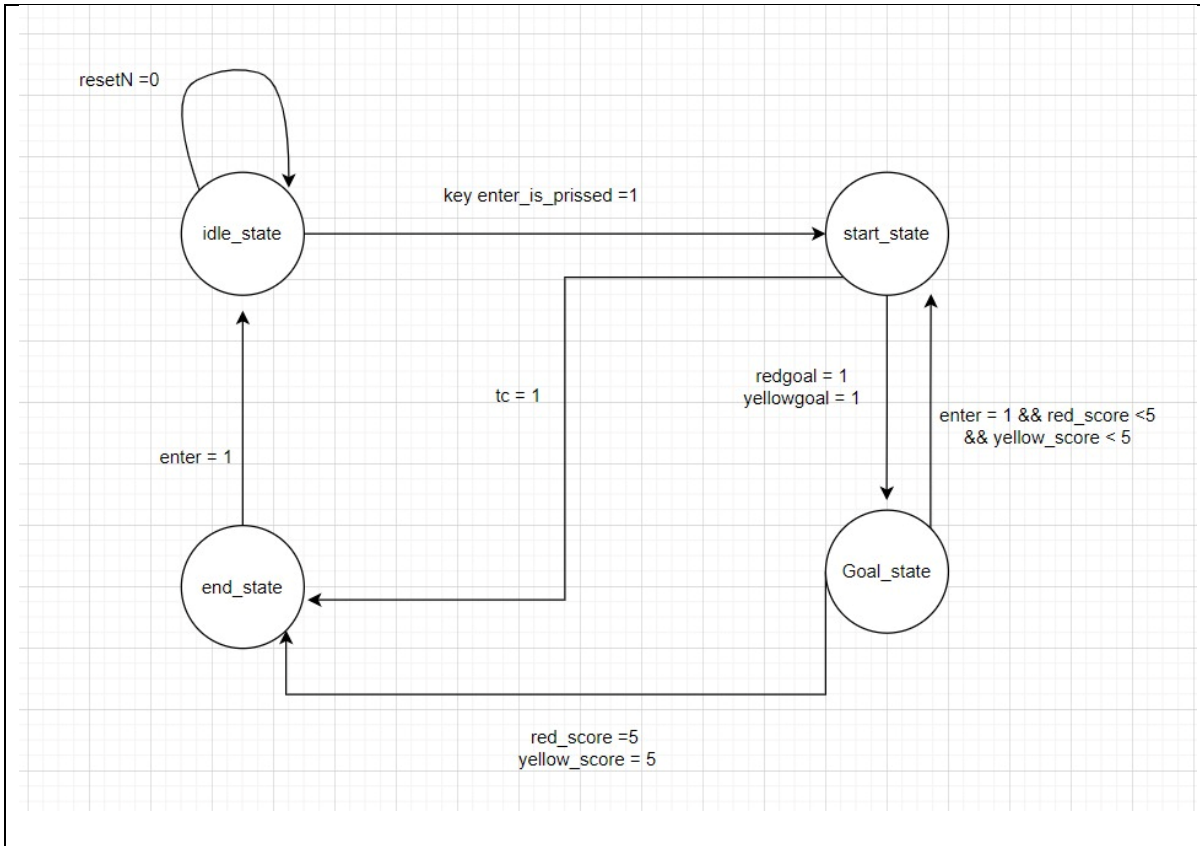 resetN =0
key enter_is_prissed =1
idle_state
start_state
redgoal = 1
yellowgoal = 1
tc = 1
enter = 1 && red_score <5
&& yellow_score < 5
enter = 1
end_state
Goal_state
red_score =5
yellow_score = 5